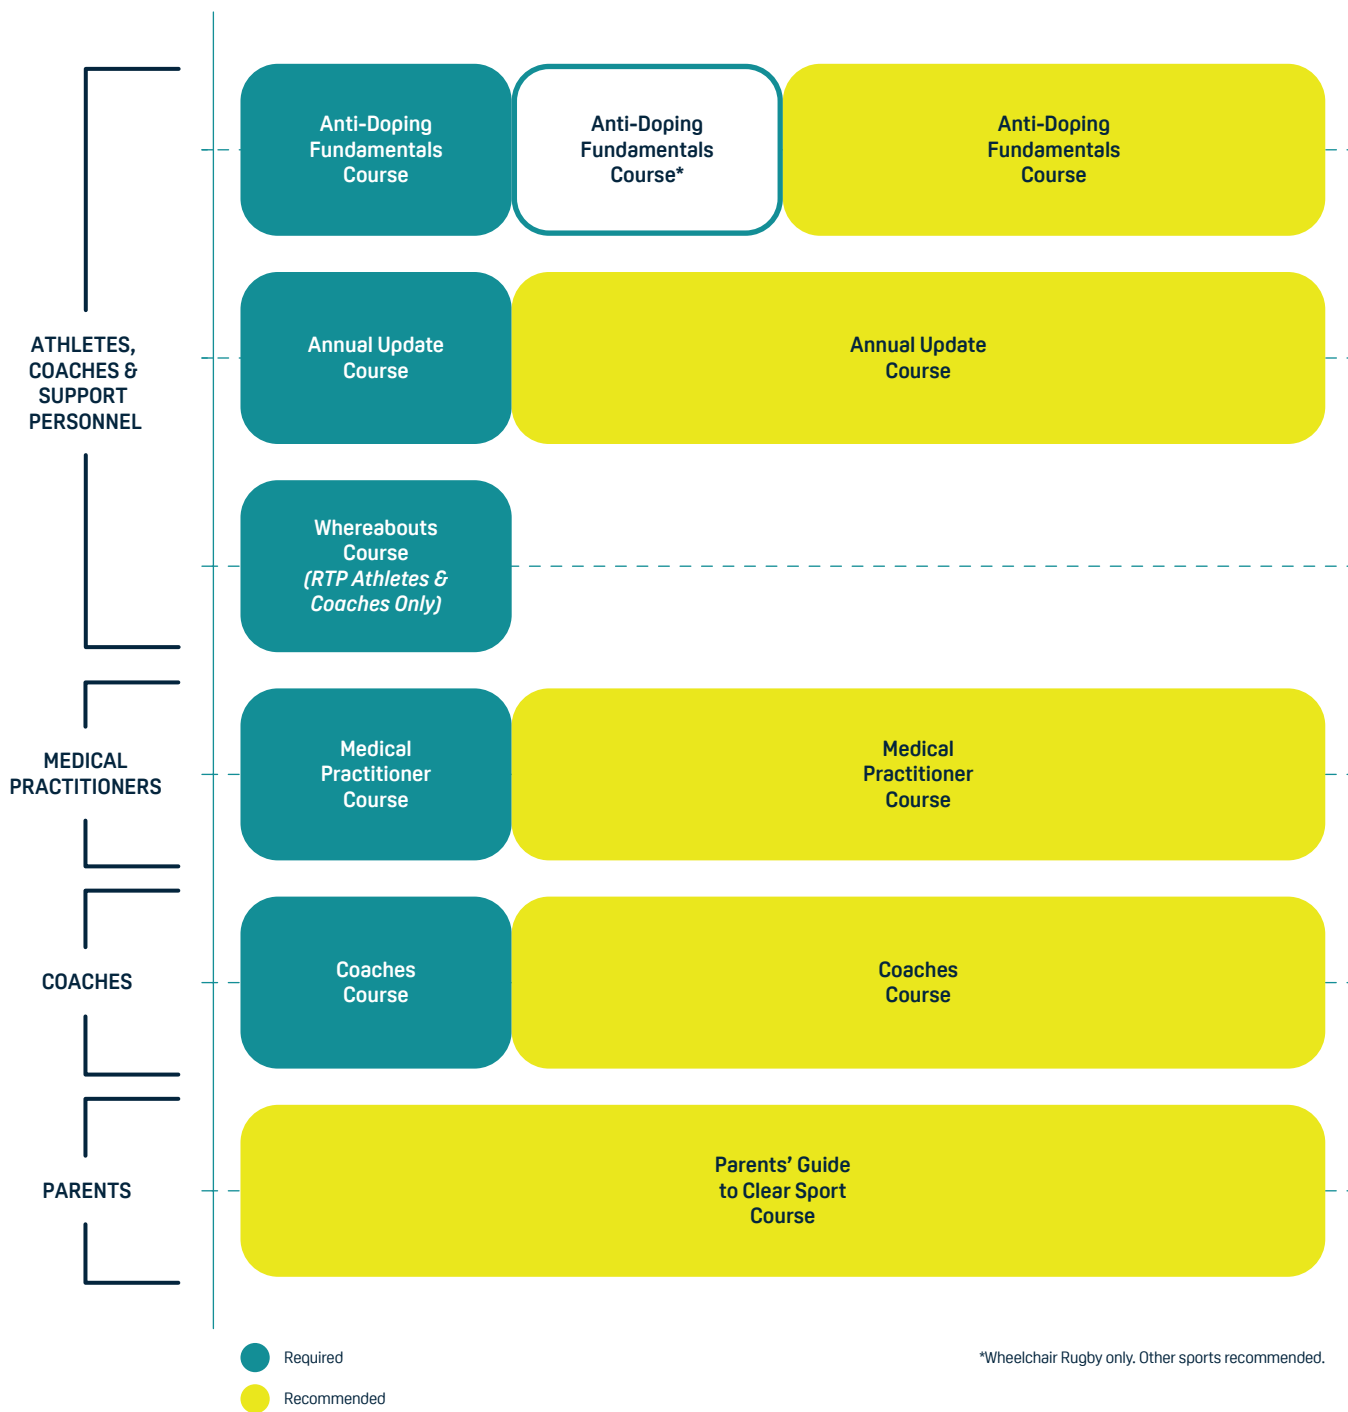 Anti-Doping
Fundamentals
Course
Anti-Doping
Fundamentals
Course*
Anti-Doping
Fundamentals
Course
ATHLETES,
COACHES &
SUPPORT
PERSONNEL
Annual Update
Course
Annual Update
Course
Whereabouts
Course
(RTP Athletes &
Coaches Only)
MEDICAL
PRACTITIONERS
Medical
Practitioner
Course
Medical
Practitioner
Course
COACHES
Coaches
Course
Coaches
Course
PARENTS
Parents’ Guide
to Clear Sport
Course
Required
Recommended
*Wheelchair Rugby only. Other sports recommended.